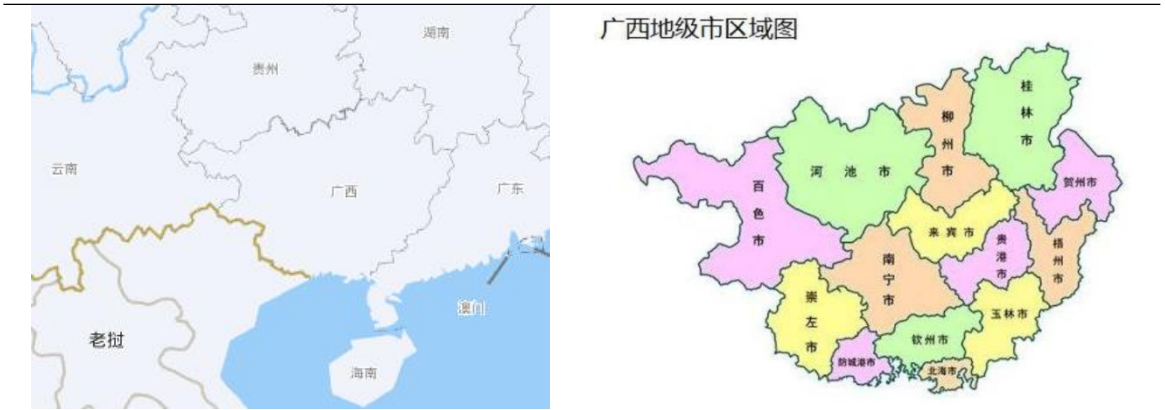 湖南
贵州
云南
广西
广东
澳门
老挝
海南
广西地级市区域图
桂林市
柳州市
河池市
贺州市
百色市
来宾市
贵港市
梧州市
南宁市
崇左市
玉林市
钦州市
防城港市
北海市